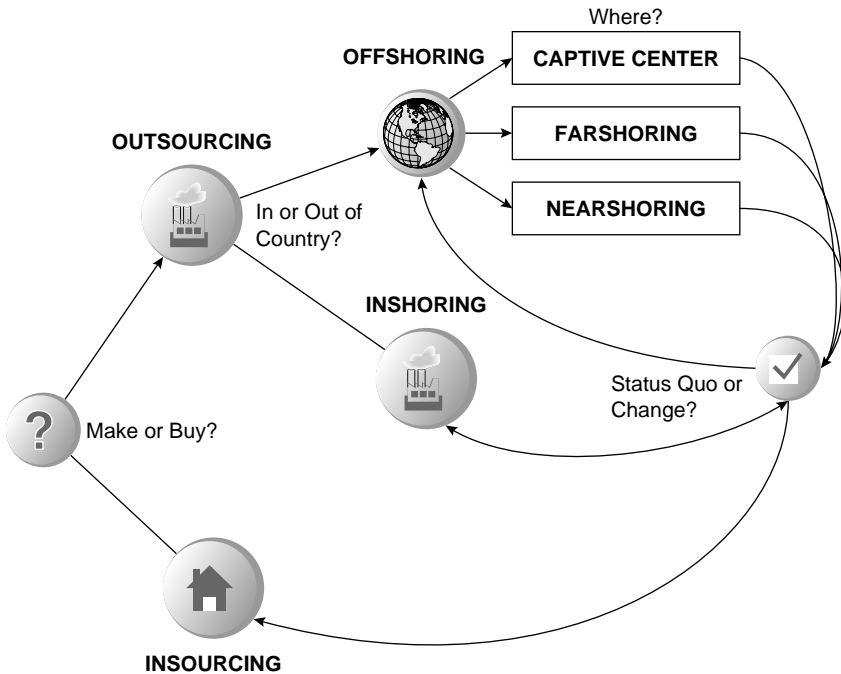 Where?
OFFSHORING
CAPTIVE CENTER
OUTSOURCING
FARSHORING
In or Out of
Country?
NEARSHORING
INSHORING
Status Quo or
Change?
?
Make or Buy?
INSOURCING